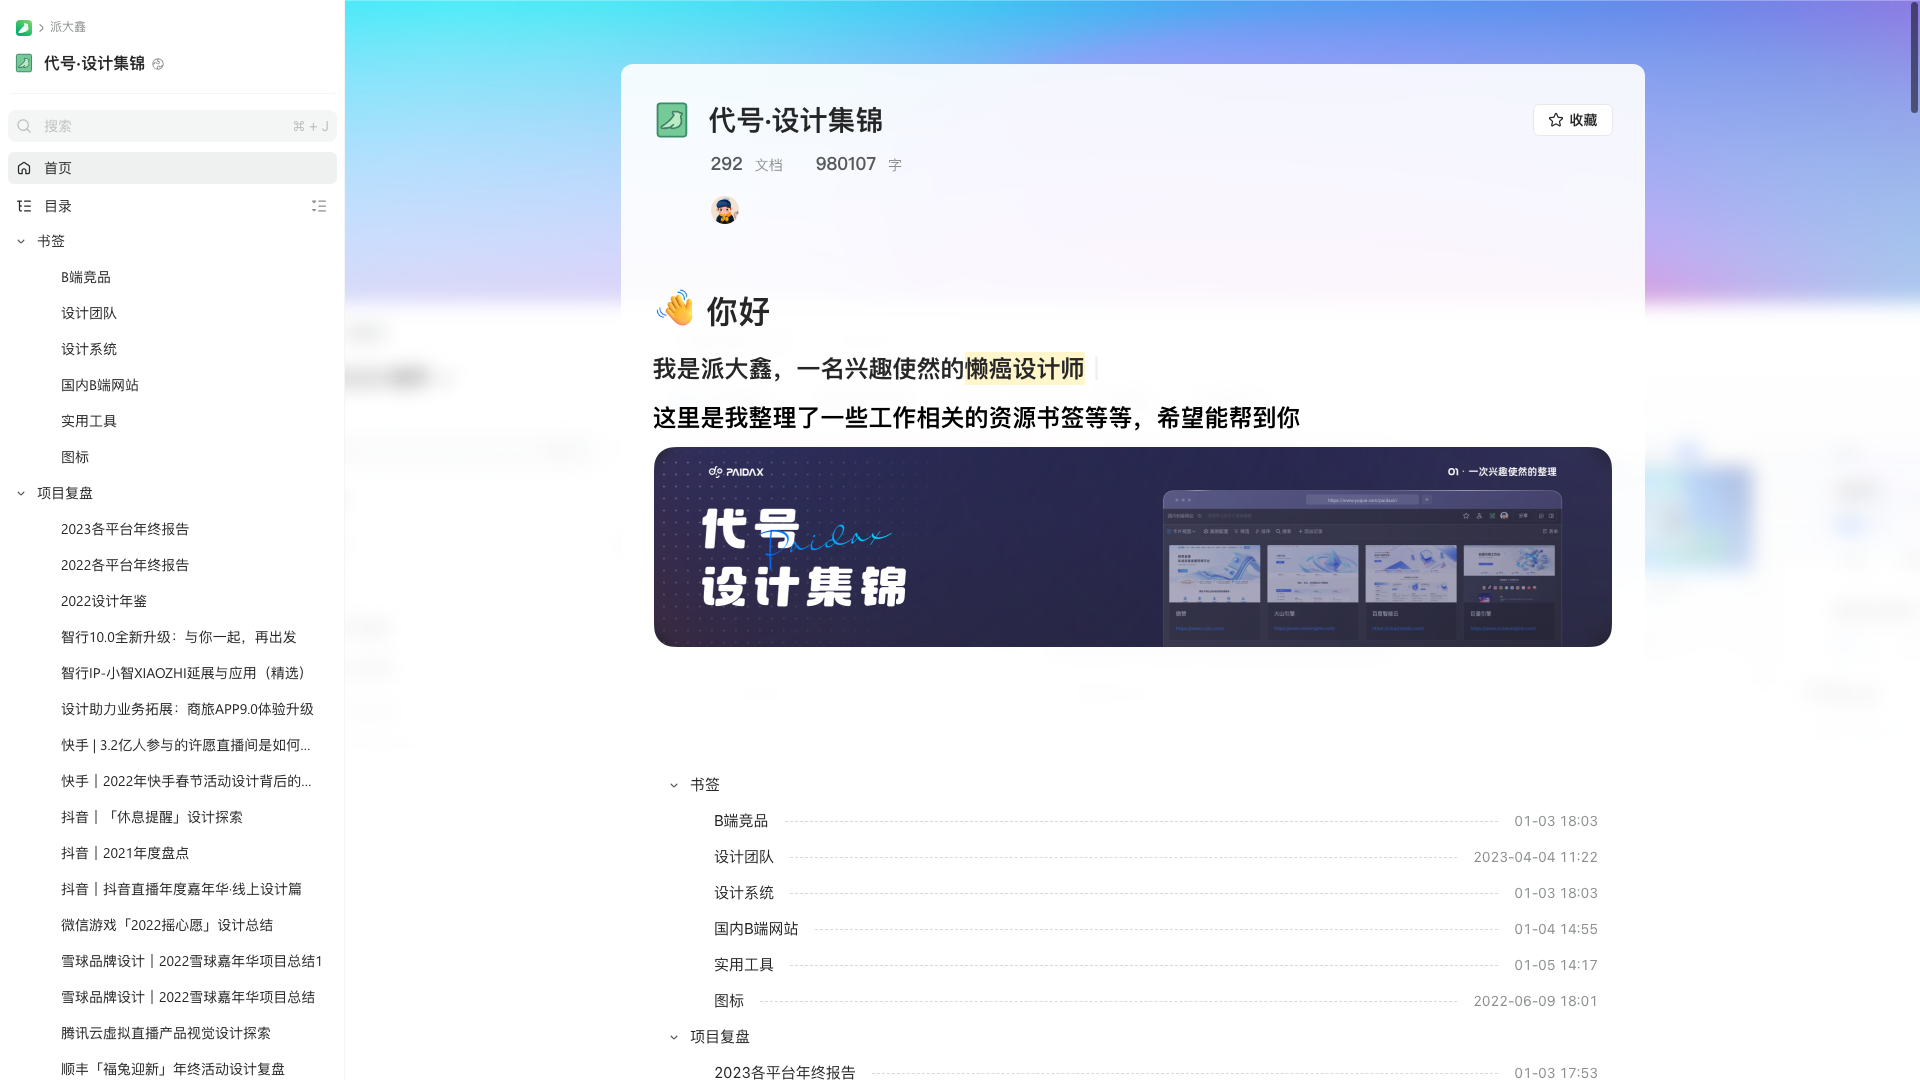 派大鑫
代号·设计集锦
搜索
⌘ + J
首页
目录
书签
B端竞品
设计团队
设计系统
国内B端网站
实用工具
图标
项目复盘
2023各平台年终报告
2022各平台年终报告
2022设计年鉴
智行10.0全新升级：与你一起，再出发
智行IP-小智XIAOZHI延展与应用（精选）
设计助力业务拓展：商旅APP9.0体验升级
快手 | 3.2亿人参与的许愿直播间是如何...
快手｜2022年快手春节活动设计背后的...
抖音｜「休息提醒」设计探索
抖音｜2021年度盘点
抖音｜抖音直播年度嘉年华·线上设计篇
微信游戏「2022摇心愿」设计总结
雪球品牌设计｜2022雪球嘉年华项目总结1
雪球品牌设计｜2022雪球嘉年华项目总结
腾讯云虚拟直播产品视觉设计探索
顺丰「福兔迎新」年终活动设计复盘
代号·设计集锦
收藏
292 文档 980107 字
👋 你好
我是派大鑫，一名兴趣使然的懒癌设计师
这里是我整理了一些工作相关的资源书签等等，希望能帮到你
PAIDAX
01 · 一次兴趣使然的整理
代号
Paidax
设计集锦
书签
B端竞品 01-03 18:03
设计团队 2023-04-04 11:22
设计系统 01-03 18:03
国内B端网站 01-04 14:55
实用工具 01-05 14:17
图标 2022-06-09 18:01
项目复盘
2023各平台年终报告 01-03 17:53